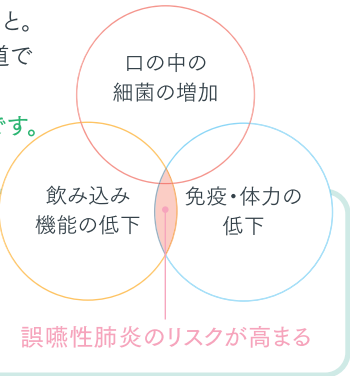 と。
道で
です。
口の中の
細菌の増加
飲み込み
機能の低下
免疫・体力の
低下
誤嚥性肺炎のリスクが高まる